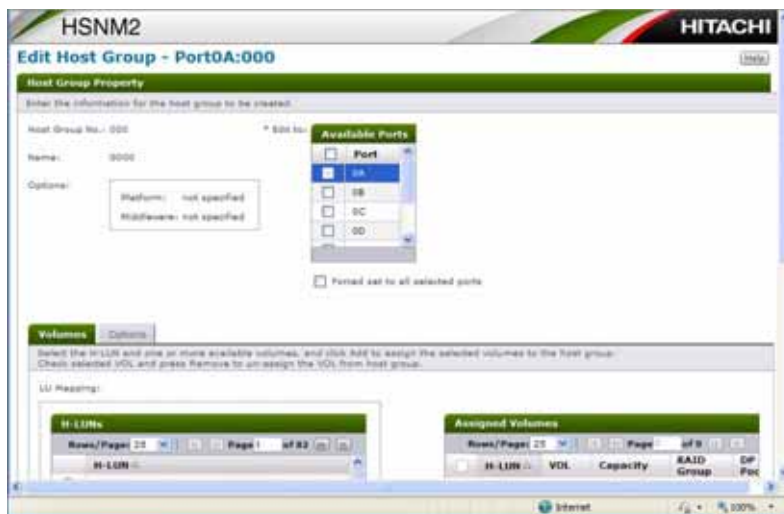 HSNM2
HITACHI
Edit Host Group - Port0A:000
Help
Host Group Property
Enter the information for the host group to be created.
Host Group No.: 000
* Edit to:
Available Ports
Port
0A
0B
0C
0D
Name:
Options:
Platform: not specified
Middleware: not specified
Forced set to all selected ports
Volumes
Options
Select the H-LUN and one or more available volumes, and click Add to assign the selected volumes to the host group.
Check selected VOL and press Remove to un-assign the VOL from host group.
LU Mapping:
H-LUNs
Rows/Page: 25
Page
of 82
H-LUN
Assigned Volumes
Rows/Page: 25
Page
of 0
H-LUN VOL Capacity RAID Group DP
Internet
100%